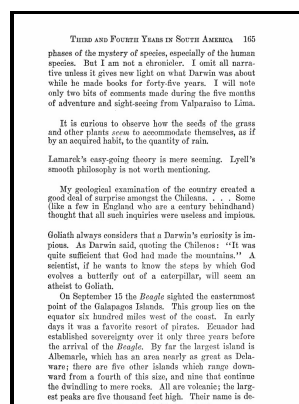 THIRD AND FOURTH YEARS IN SOUTH AMERICA 165
phases of the mystery of species, especially of the human
species. But I am not a chronicler. I omit all narra-
tive unless it gives new light on what Darwin was about
while he made books for forty-five years. I will note
only two bits of comments made during the five months
of adventure and sight-seeing from Valparaiso to Lima.
It is curious to observe how the seeds of the grass
and other plants seem to accommodate themselves, as if
by an acquired habit, to the quantity of rain.
Lamarck's easy-going theory is mere seeming. Lyell's
smooth philosophy is not worth mentioning.
My geological examination of the country created a
good deal of surprise amongst the Chileans. . . . Some
(like a few in England who are a century behindhand)
thought that all such inquiries were useless and impious.
Goliath always considers that a Darwin's curiosity is im-
pious. As Darwin said, quoting the Chilenos: "It was
quite sufficient that God had made the mountains." A
scientist, if he wants to know the steps by which God
evolves a butterfly out of a caterpillar, will seem an
atheist to Goliath.
On September 15 the Beagle sighted the easternmost
point of the Galapagos Islands. This group lies on the
equator six hundred miles west of the coast. In early
days it was a favorite resort of pirates. Ecuador had
established sovereignty over it only three years before
the arrival of the Beagle. By far the largest island is
Albemarle, which has an area nearly as great as Dela-
ware; there are five other islands which range down-
ward from a fourth of this size, and nine that continue
the dwindling to mere rocks. All are volcanic; the larg-
est peaks are five thousand feet high. Their name is de-